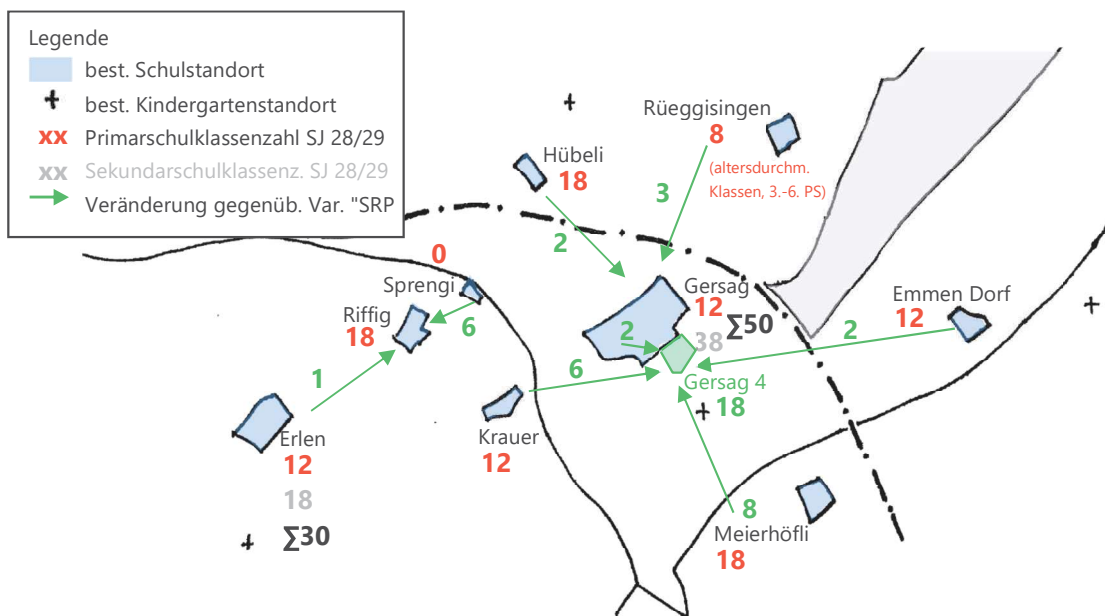 Legende
best. Schulstandort
best. Kindergartenstandort
xx Primarschulklassenzahl SJ 28/29
xx Sekundarschulklassenz. SJ 28/29
Veränderung gegenüb. Var. "SRP
Rüeggisingen
8
(altersdurchm.
Klassen, 3.-6. PS)
3
Hübeli
18
2
0
Sprengi
6
Riffig
18
1
Gersag
12
∑50
38
2
Gersag 4
18
Emmen Dorf
12
2
6
Krauer
12
Erlen
12
18
∑30
8
Meierhöfli
18